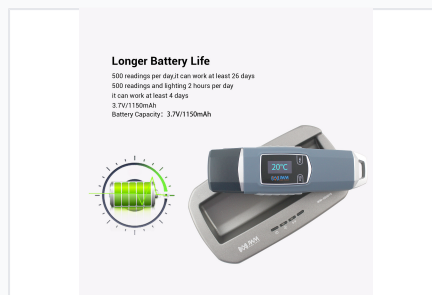 Longer Battery Life
500 readings per day,it can work at least 26 days
500 readings and lighting 2 hours per day
it can work at least 4 days
3.7V/1150mAh
Battery Capacity: 3.7V/1150mAh
20°C